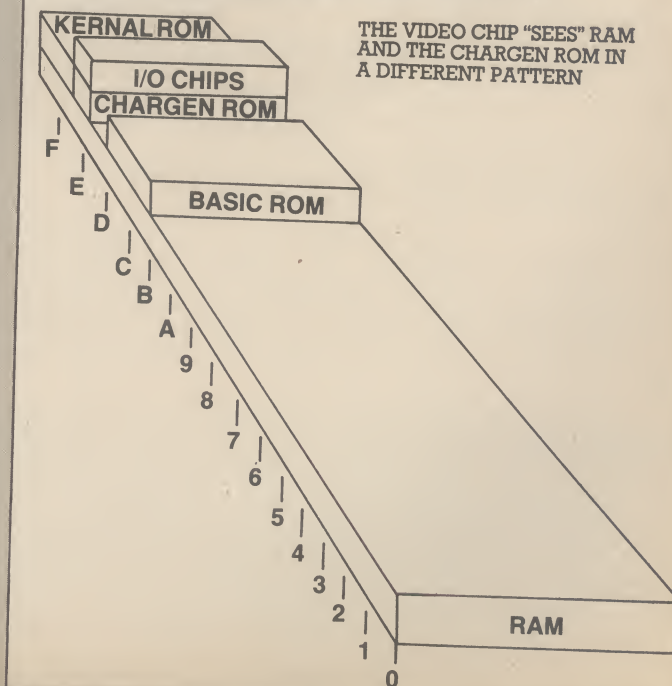 KERNAL ROM
THE VIDEO CHIP “SEES” RAM
AND THE CHARGEN ROM IN
A DIFFERENT PATTERN
I/O CHIPS
CHARGEN ROM
BASIC ROM
F
E
D
C
B
A
9
8
7
6
5
4
3
2
1
0
RAM